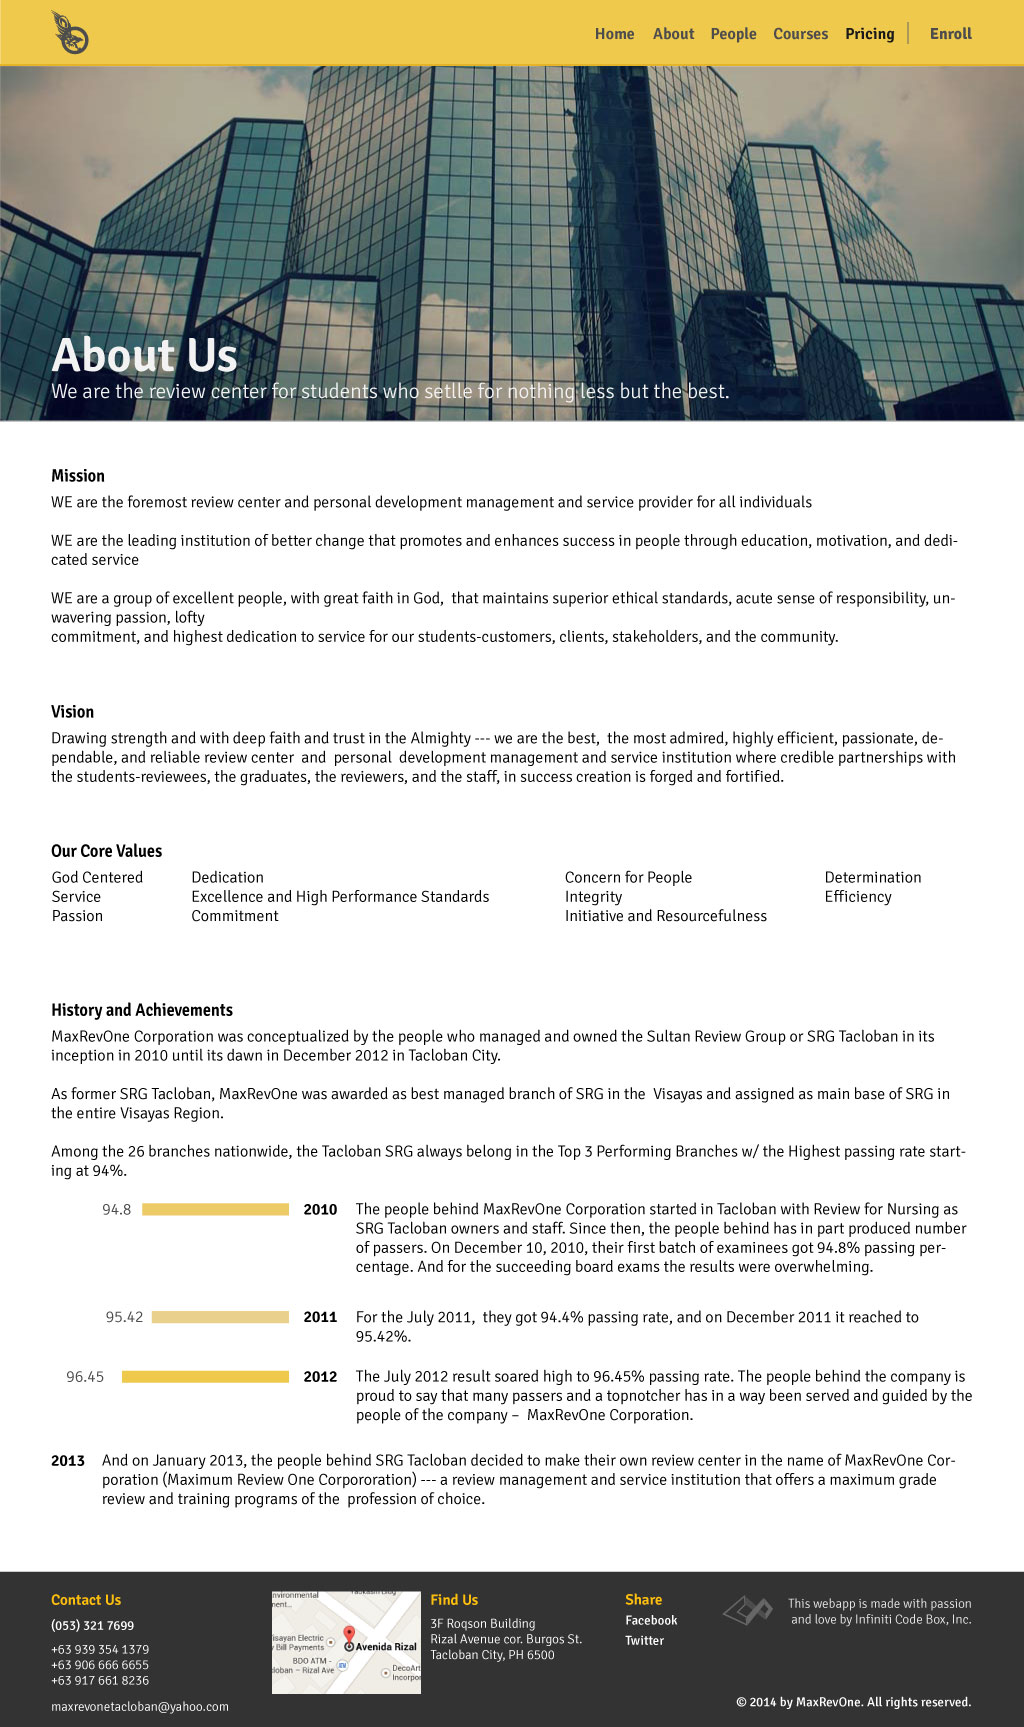 Home About People Courses Pricing Enroll
About Us
We are the review center for students who setlle for nothing less but the best.
Mission
WE are the foremost review center and personal development management and service provider for all individuals
WE are the leading institution of better change that promotes and enhances success in people through education, motivation, and dedi-
cated service
WE are a group of excellent people, with great faith in God, that maintains superior ethical standards, acute sense of responsibility, un-
wavering passion, lofty
commitment, and highest dedication to service for our students-customers, clients, stakeholders, and the community.
Vision
Drawing strength and with deep faith and trust in the Almighty --- we are the best, the most admired, highly efficient, passionate, de-
pendable, and reliable review center and personal development management and service institution where credible partnerships with
the students-reviewees, the graduates, the reviewers, and the staff, in success creation is forged and fortified.
Our Core Values
God Centered Dedication Concern for People Determination
Service Excellence and High Performance Standards Integrity Efficiency
Passion Commitment Initiative and Resourcefulness
History and Achievements
MaxRevOne Corporation was conceptualized by the people who managed and owned the Sultan Review Group or SRG Tacloban in its
inception in 2010 until its dawn in December 2012 in Tacloban City.
As former SRG Tacloban, MaxRevOne was awarded as best managed branch of SRG in the Visayas and assigned as main base of SRG in
the entire Visayas Region.
Among the 26 branches nationwide, the Tacloban SRG always belong in the Top 3 Performing Branches w/ the Highest passing rate start-
ing at 94%.
94.8 2010 The people behind MaxRevOne Corporation started in Tacloban with Review for Nursing as
SRG Tacloban owners and staff. Since then, the people behind has in part produced number
of passers. On December 10, 2010, their first batch of examinees got 94.8% passing per-
centage. And for the succeeding board exams the results were overwhelming.
95.42 2011 For the July 2011, they got 94.4% passing rate, and on December 2011 it reached to
95.42%.
96.45 2012 The July 2012 result soared high to 96.45% passing rate. The people behind the company is
proud to say that many passers and a topnotcher has in a way been served and guided by the
people of the company – MaxRevOne Corporation.
2013 And on January 2013, the people behind SRG Tacloban decided to make their own review center in the name of MaxRevOne Cor-
poration (Maximum Review One Corpororation) --- a review management and service institution that offers a maximum grade
review and training programs of the profession of choice.
Contact Us
(053) 321 7699
+63 939 354 1379
+63 906 666 6655
+63 917 661 8236
maxrevonetacloban@yahoo.com
nvironmental
ment...
isayan Electric
y Bill Payments
Avenida Rizal
BDO ATM -
cloban – Rizal Ave
DecoArt
Incorpor
Find Us
3F Roqson Building
Rizal Avenue cor. Burgos St.
Tacloban City, PH 6500
Share
Facebook
Twitter
This webapp is made with passion
and love by Infiniti Code Box, Inc.
© 2014 by MaxRevOne. All rights reserved.